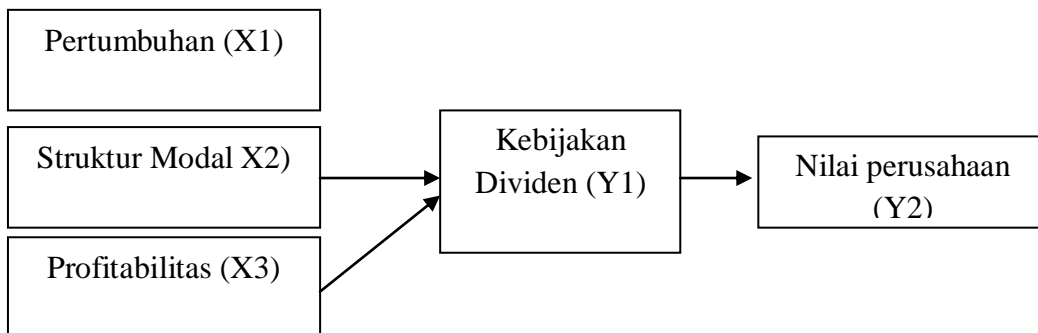 Pertumbuhan (X1)
Struktur Modal X2)
Profitabilitas (X3)
Kebijakan
Dividen (Y1)
Nilai perusahaan
(Y2)